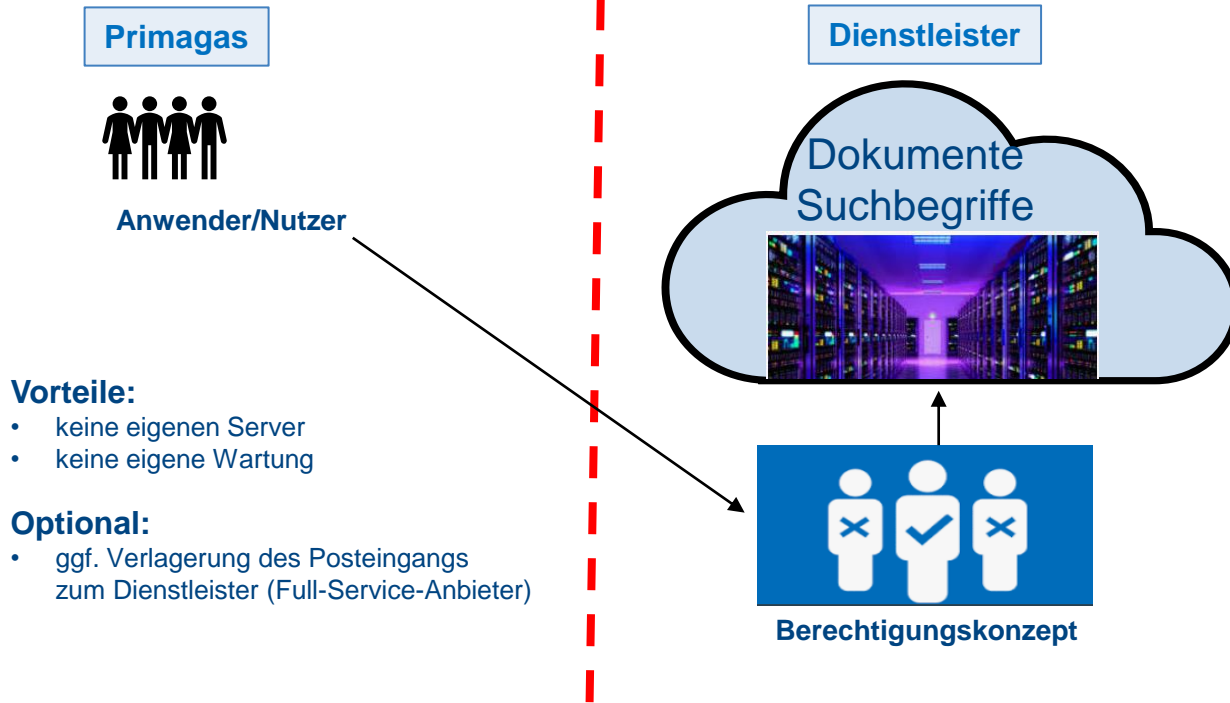 Primagas
Anwender/Nutzer
Vorteile:
• keine eigenen Server
• keine eigene Wartung
Optional:
• ggf. Verlagerung des Posteingangs
zum Dienstleister (Full-Service-Anbieter)
Dienstleister
Dokumente
Suchbegriffe
Berechtigungskonzept